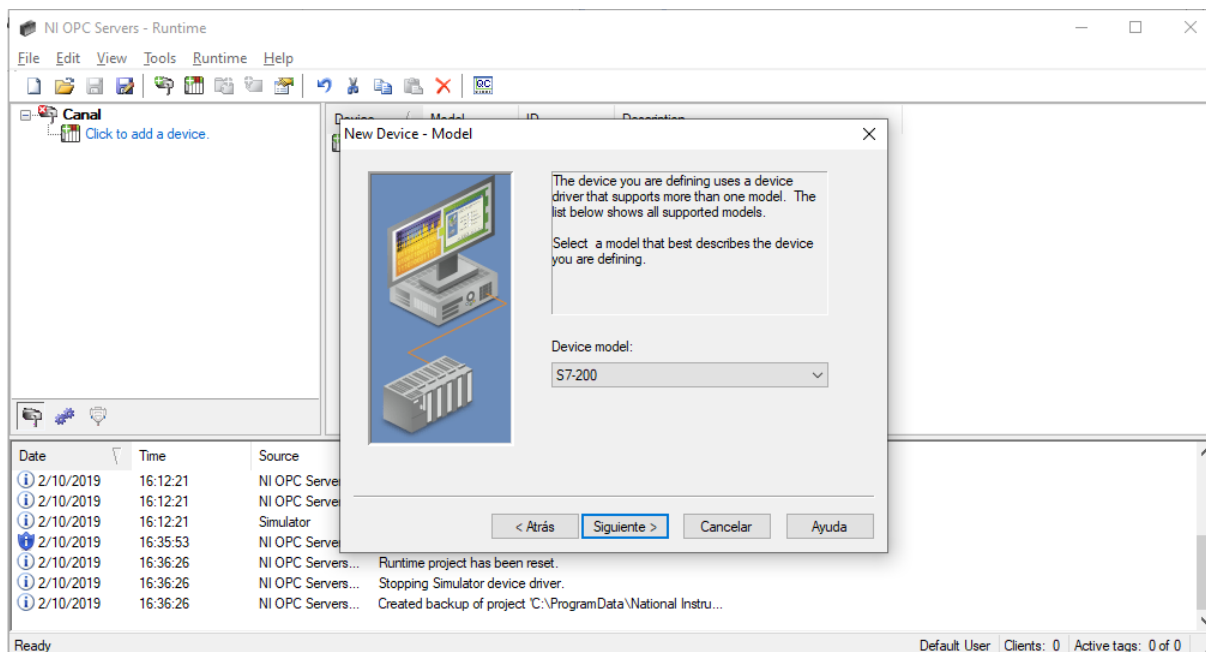 NI OPC Servers - Runtime
File Edit View Tools Runtime Help
Canal
Click to add a device.
New Device - Model
The device you are defining uses a device
driver that supports more than one model. The
list below shows all supported models.
Select a model that best describes the device
you are defining.
Device model:
S7-200
< Atrás Siguiente > Cancelar Ayuda
Date Time Source
2/10/2019 16:12:21 NI OPC Serve
2/10/2019 16:12:21 NI OPC Serve
2/10/2019 16:12:21 Simulator
2/10/2019 16:35:53 NI OPC Serve
2/10/2019 16:36:26 NI OPC Servers... Runtime project has been reset.
2/10/2019 16:36:26 NI OPC Servers... Stopping Simulator device driver.
2/10/2019 16:36:26 NI OPC Servers... Created backup of project 'C:\ProgramData\National Instru...
Ready Default User Clients: 0 Active tags: 0 of 0